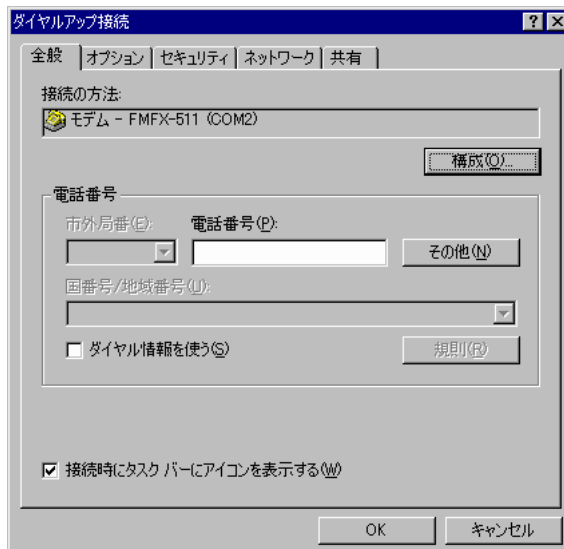 ダイヤルアップ接続
全般 オプション セキュリティ ネットワーク 共有
接続の方法:
モデム - FMFX-511 (COM2)
構成(O)...
電話番号
市外局番(E): 電話番号(P):
その他(N)
国番号/地域番号(U):
ダイヤル情報を使う(S) 規則(R)
接続時にタスク バーにアイコンを表示する(W)
OK キャンセル